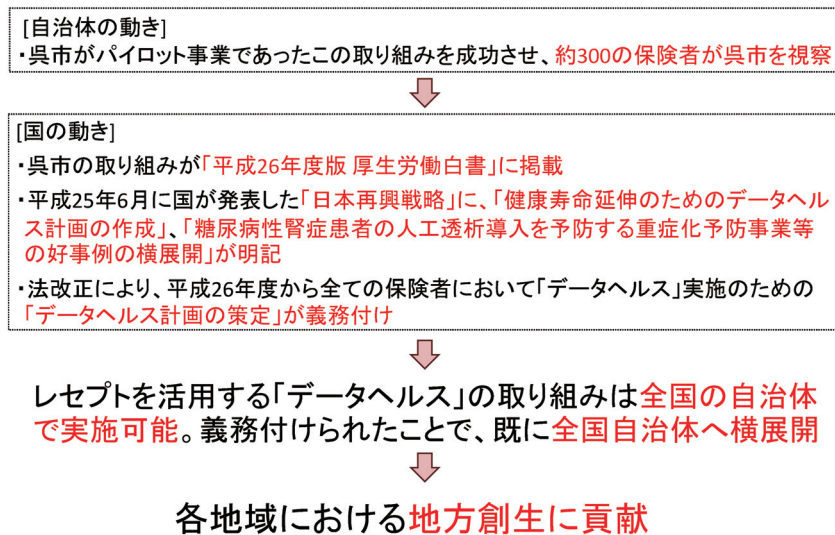 [自治体の動き]
・呉市がパイロット事業であったこの取り組みを成功させ、約300の保険者が呉市を視察
[国の動き]
・呉市の取り組みが「平成26年度版 厚生労働白書」に掲載
・平成25年6月に国が発表した「日本再興戦略」に、「健康寿命延伸のためのデータヘル
ス計画の作成」、「糖尿病性腎症患者の人工透析導入を予防する重症化予防事業等
の好事例の横展開」が明記
・法改正により、平成26年度から全ての保険者において「データヘルス」実施のための
「データヘルス計画の策定」が義務付け
レセプトを活用する「データヘルス」の取り組みは全国の自治体
で実施可能。義務付けられたことで、既に全国自治体へ横展開
各地域における地方創生に貢献